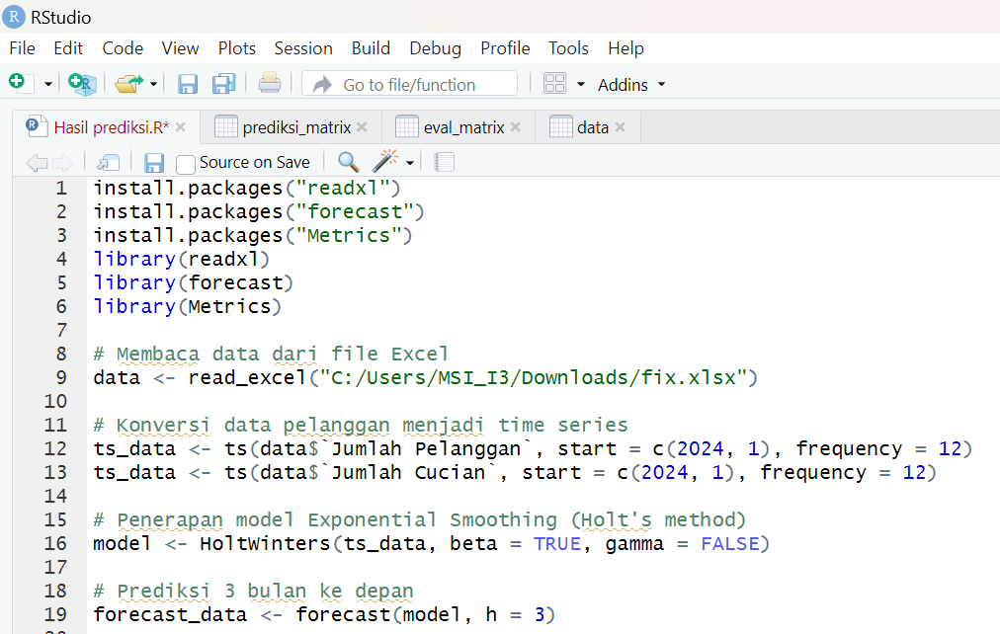 R RStudio
File Edit Code View Plots Session Build Debug Profile Tools Help
R Go to file/function Addins
R Hasil prediksi.R* prediksi_matrix eval_matrix data
Source on Save
1 install.packages("readxl")
2 install.packages("forecast")
3 install.packages("Metrics")
4 library(readxl)
5 library(forecast)
6 library(Metrics)
7
8 # Membaca data dari file Excel
9 data <- read_excel("C:/Users/MSI_I3/Downloads/fix.xlsx")
10
11 # Konversi data pelanggan menjadi time series
12 ts_data <- ts(data$`Jumlah Pelanggan`, start = c(2024, 1), frequency = 12)
13 ts_data <- ts(data$`Jumlah Cucian`, start = c(2024, 1), frequency = 12)
14
15 # Penerapan model Exponential Smoothing (Holt's method)
16 model <- HoltWinters(ts_data, beta = TRUE, gamma = FALSE)
17
18 # Prediksi 3 bulan ke depan
19 forecast_data <- forecast(model, h = 3)